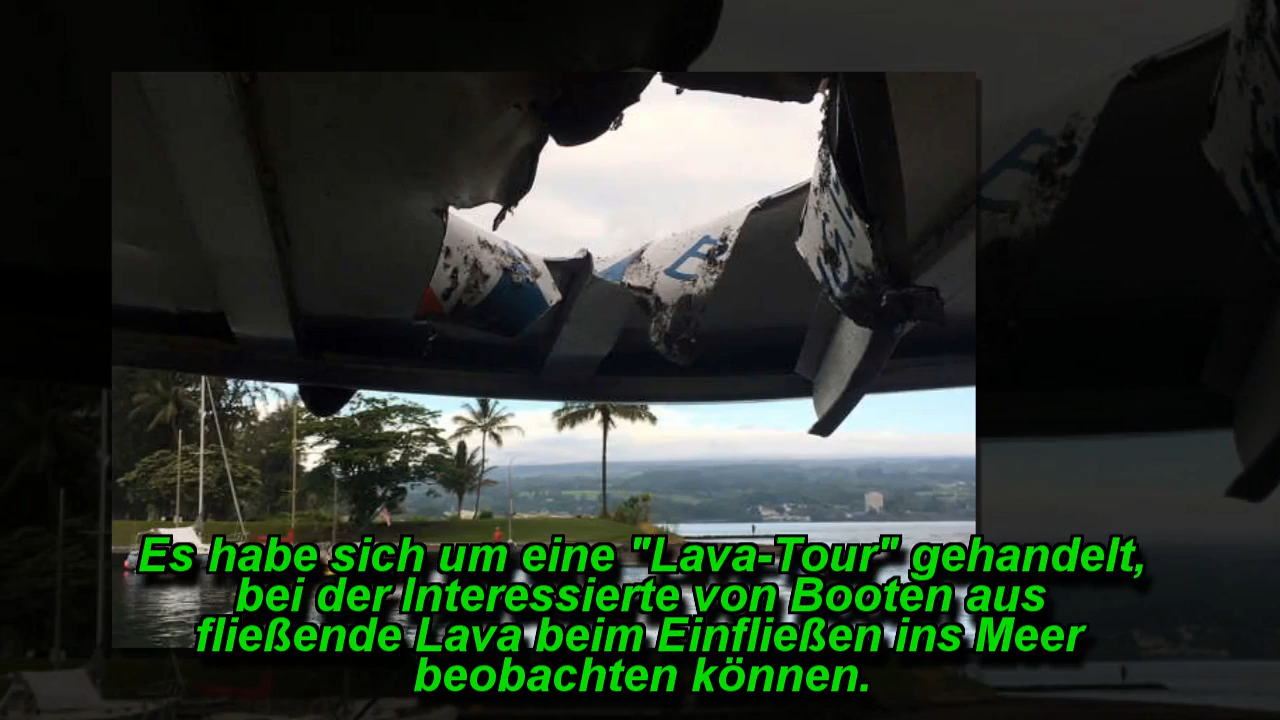 E
Es habe sich um eine "Lava-Tour" gehandelt,
bei der Interessierte von Booten aus
fließende Lava beim Einfließen ins Meer
beobachten können.